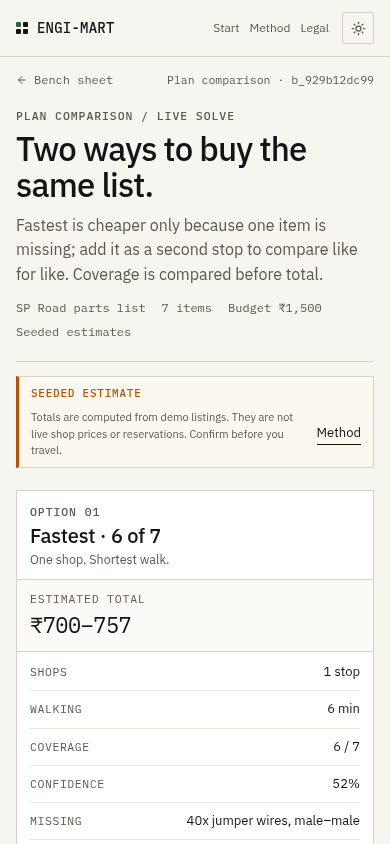 ENGI-MART
Start Method Legal
← Bench sheet
Plan comparison · b_929b12dc99
PLAN COMPARISON / LIVE SOLVE
Two ways to buy the
same list.
Fastest is cheaper only because one item is
missing; add it as a second stop to compare like
for like. Coverage is compared before total.
SP Road parts list 7 items Budget ₹1,500
Seeded estimates
SEEDED ESTIMATE
Totals are computed from demo listings. They are not
live shop prices or reservations. Confirm before you
travel.
Method
OPTION 01
Fastest · 6 of 7
One shop. Shortest walk.
ESTIMATED TOTAL
₹700–757
SHOPS 1 stop
WALKING 6 min
COVERAGE 6 / 7
CONFIDENCE 52%
MISSING 40x jumper wires, male–male